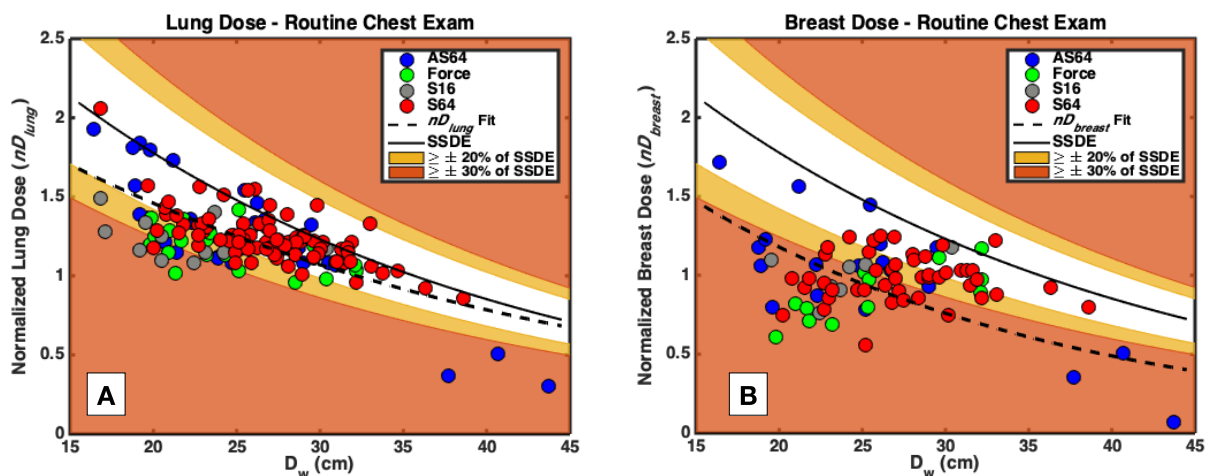 Lung Dose - Routine Chest Exam
Normalized Lung Dose (nD_lung)
2.5
2
1.5
1
0.5
0
15 20 25 30 35 40 45
D_w (cm)
AS64
Force
S16
S64
nD_lung Fit
SSDE
≥ ± 20% of SSDE
≥ ± 30% of SSDE
A
Breast Dose - Routine Chest Exam
Normalized Breast Dose (nD_breast)
2.5
2
1.5
1
0.5
0
15 20 25 30 35 40 45
D_w (cm)
AS64
Force
S16
S64
nD_breast Fit
SSDE
≥ ± 20% of SSDE
≥ ± 30% of SSDE
B